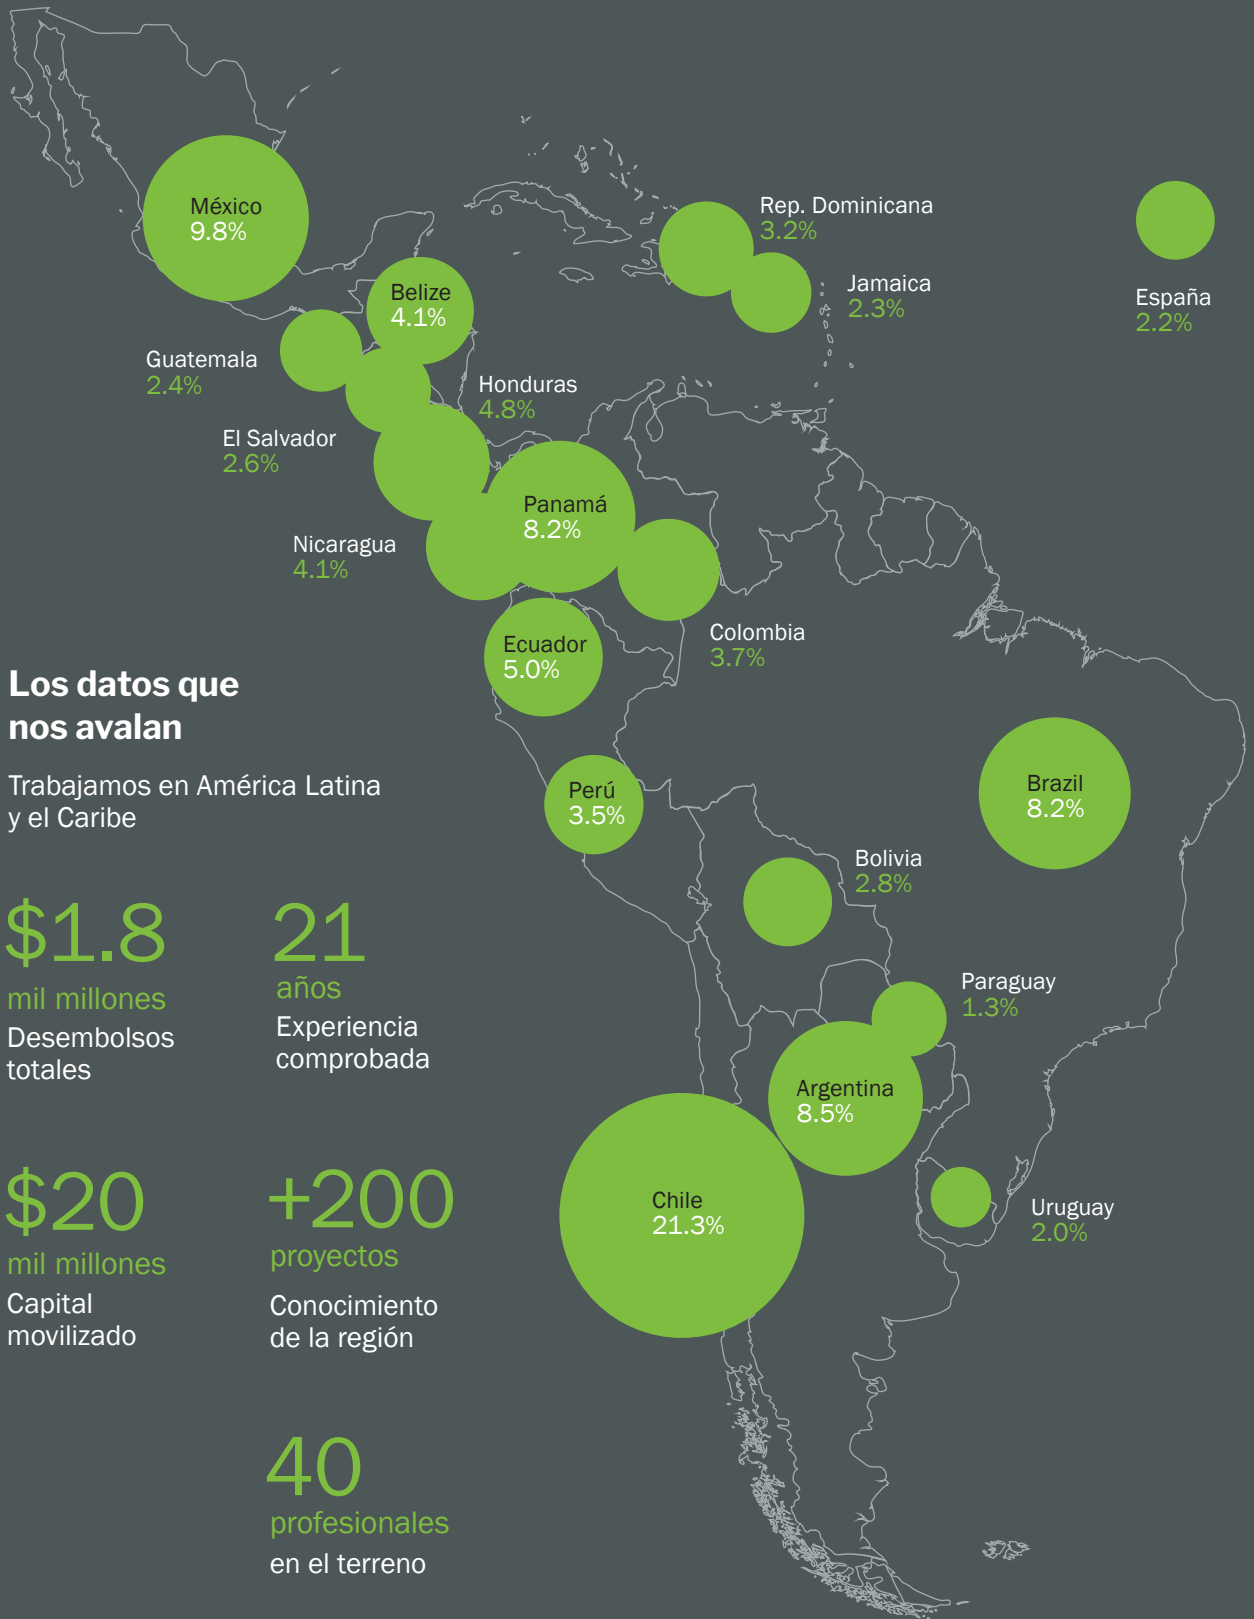 México
9.8%
Rep. Dominicana
3.2%
Belize
4.1%
Jamaica
2.3%
España
2.2%
Guatemala
2.4%
Honduras
4.8%
El Salvador
2.6%
Panamá
8.2%
Nicaragua
4.1%
Colombia
3.7%
Ecuador
5.0%
Los datos que
nos avalan
Trabajamos en América Latina
y el Caribe
Perú
3.5%
Brazil
8.2%
Bolivia
2.8%
$1.8
mil millones
Desembolsos
totales
21
años
Experiencia
comprobada
Paraguay
1.3%
Argentina
8.5%
Chile
21.3%
Uruguay
2.0%
$20
mil millones
Capital
movilizado
+200
proyectos
Conocimiento
de la región
40
profesionales
en el terreno